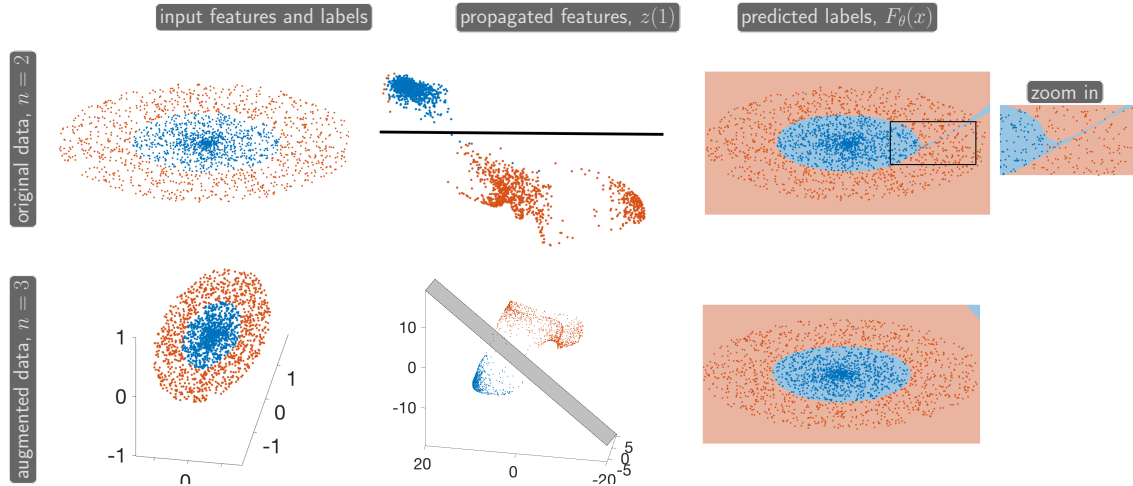 input features and labels
propagated features, z(1)
predicted labels, F_θ(x)
original data, n = 2
zoom in
augmented data, n = 3
1
0
-1
0
1
0
-1
10
0
-10
20
0
-20
5
0
-5